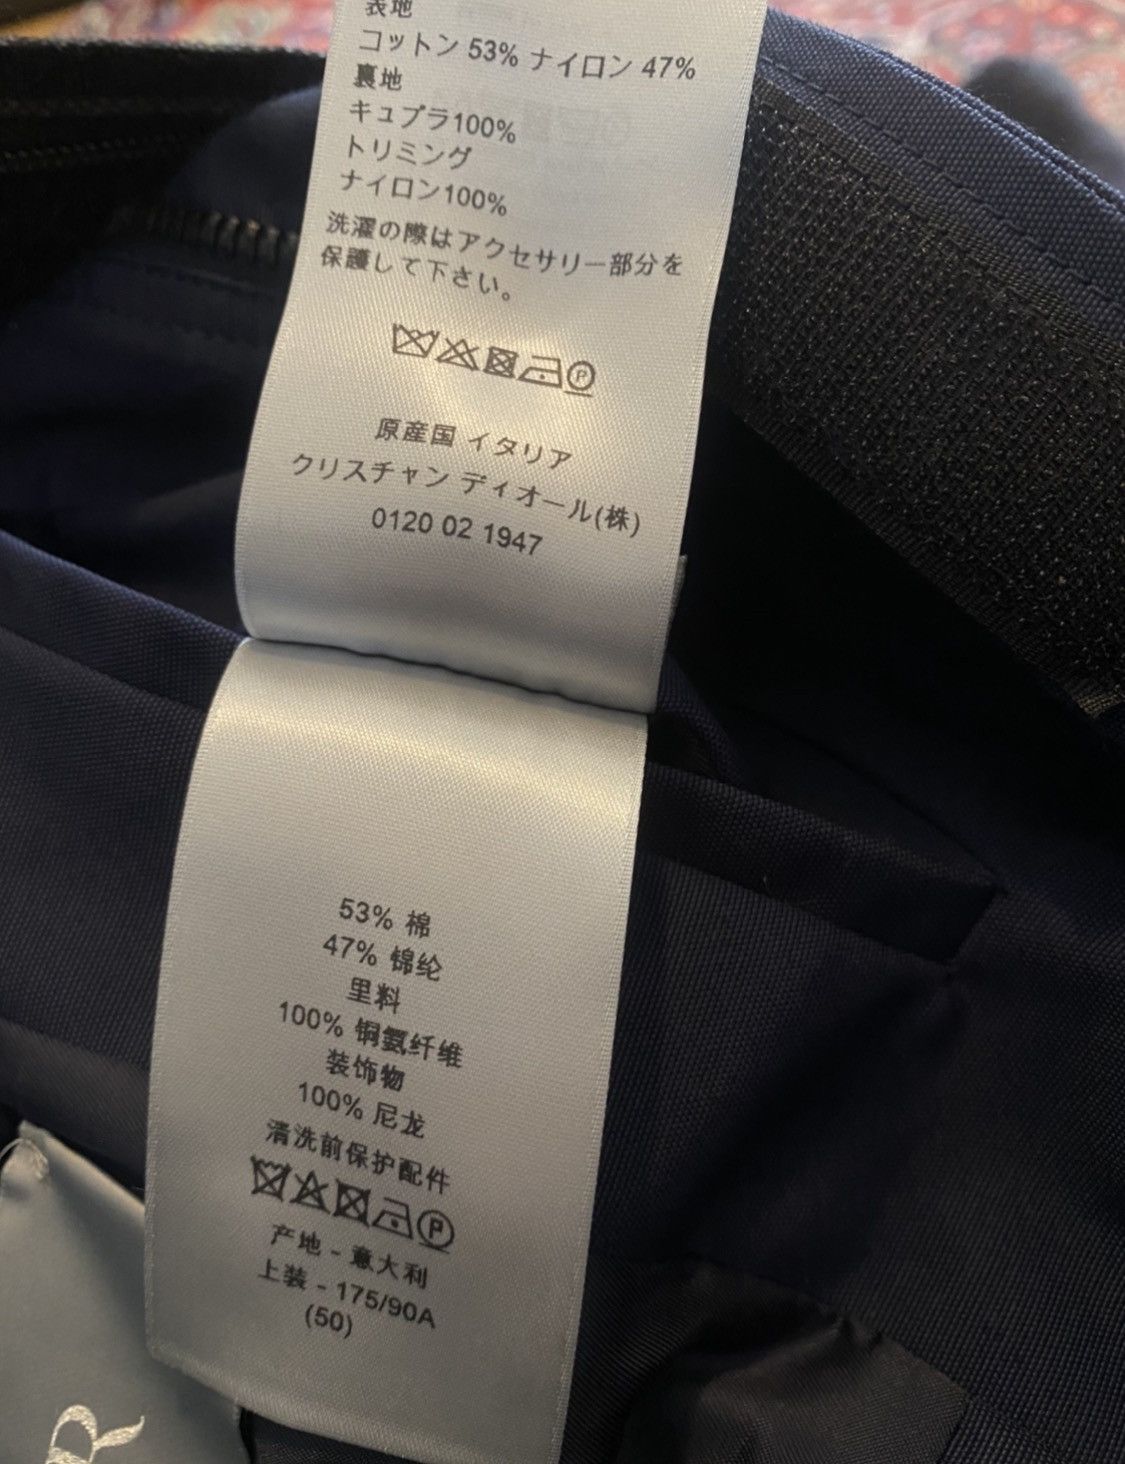 表地
コットン 53% ナイロン 47%
裏地
キュプラ100%
トリミング
ナイロン100%
洗濯の際はアクセサリー部分を
保護して下さい。
P
原産国 イタリア
クリスチャン ディオール(株)
0120 02 1947
53% 棉
47% 锦纶
里料
100% 铜氨纤维
装饰物
100% 尼龙
清洗前保护配件
P
产地 - 意大利
上装 - 175/90A
(50)
R